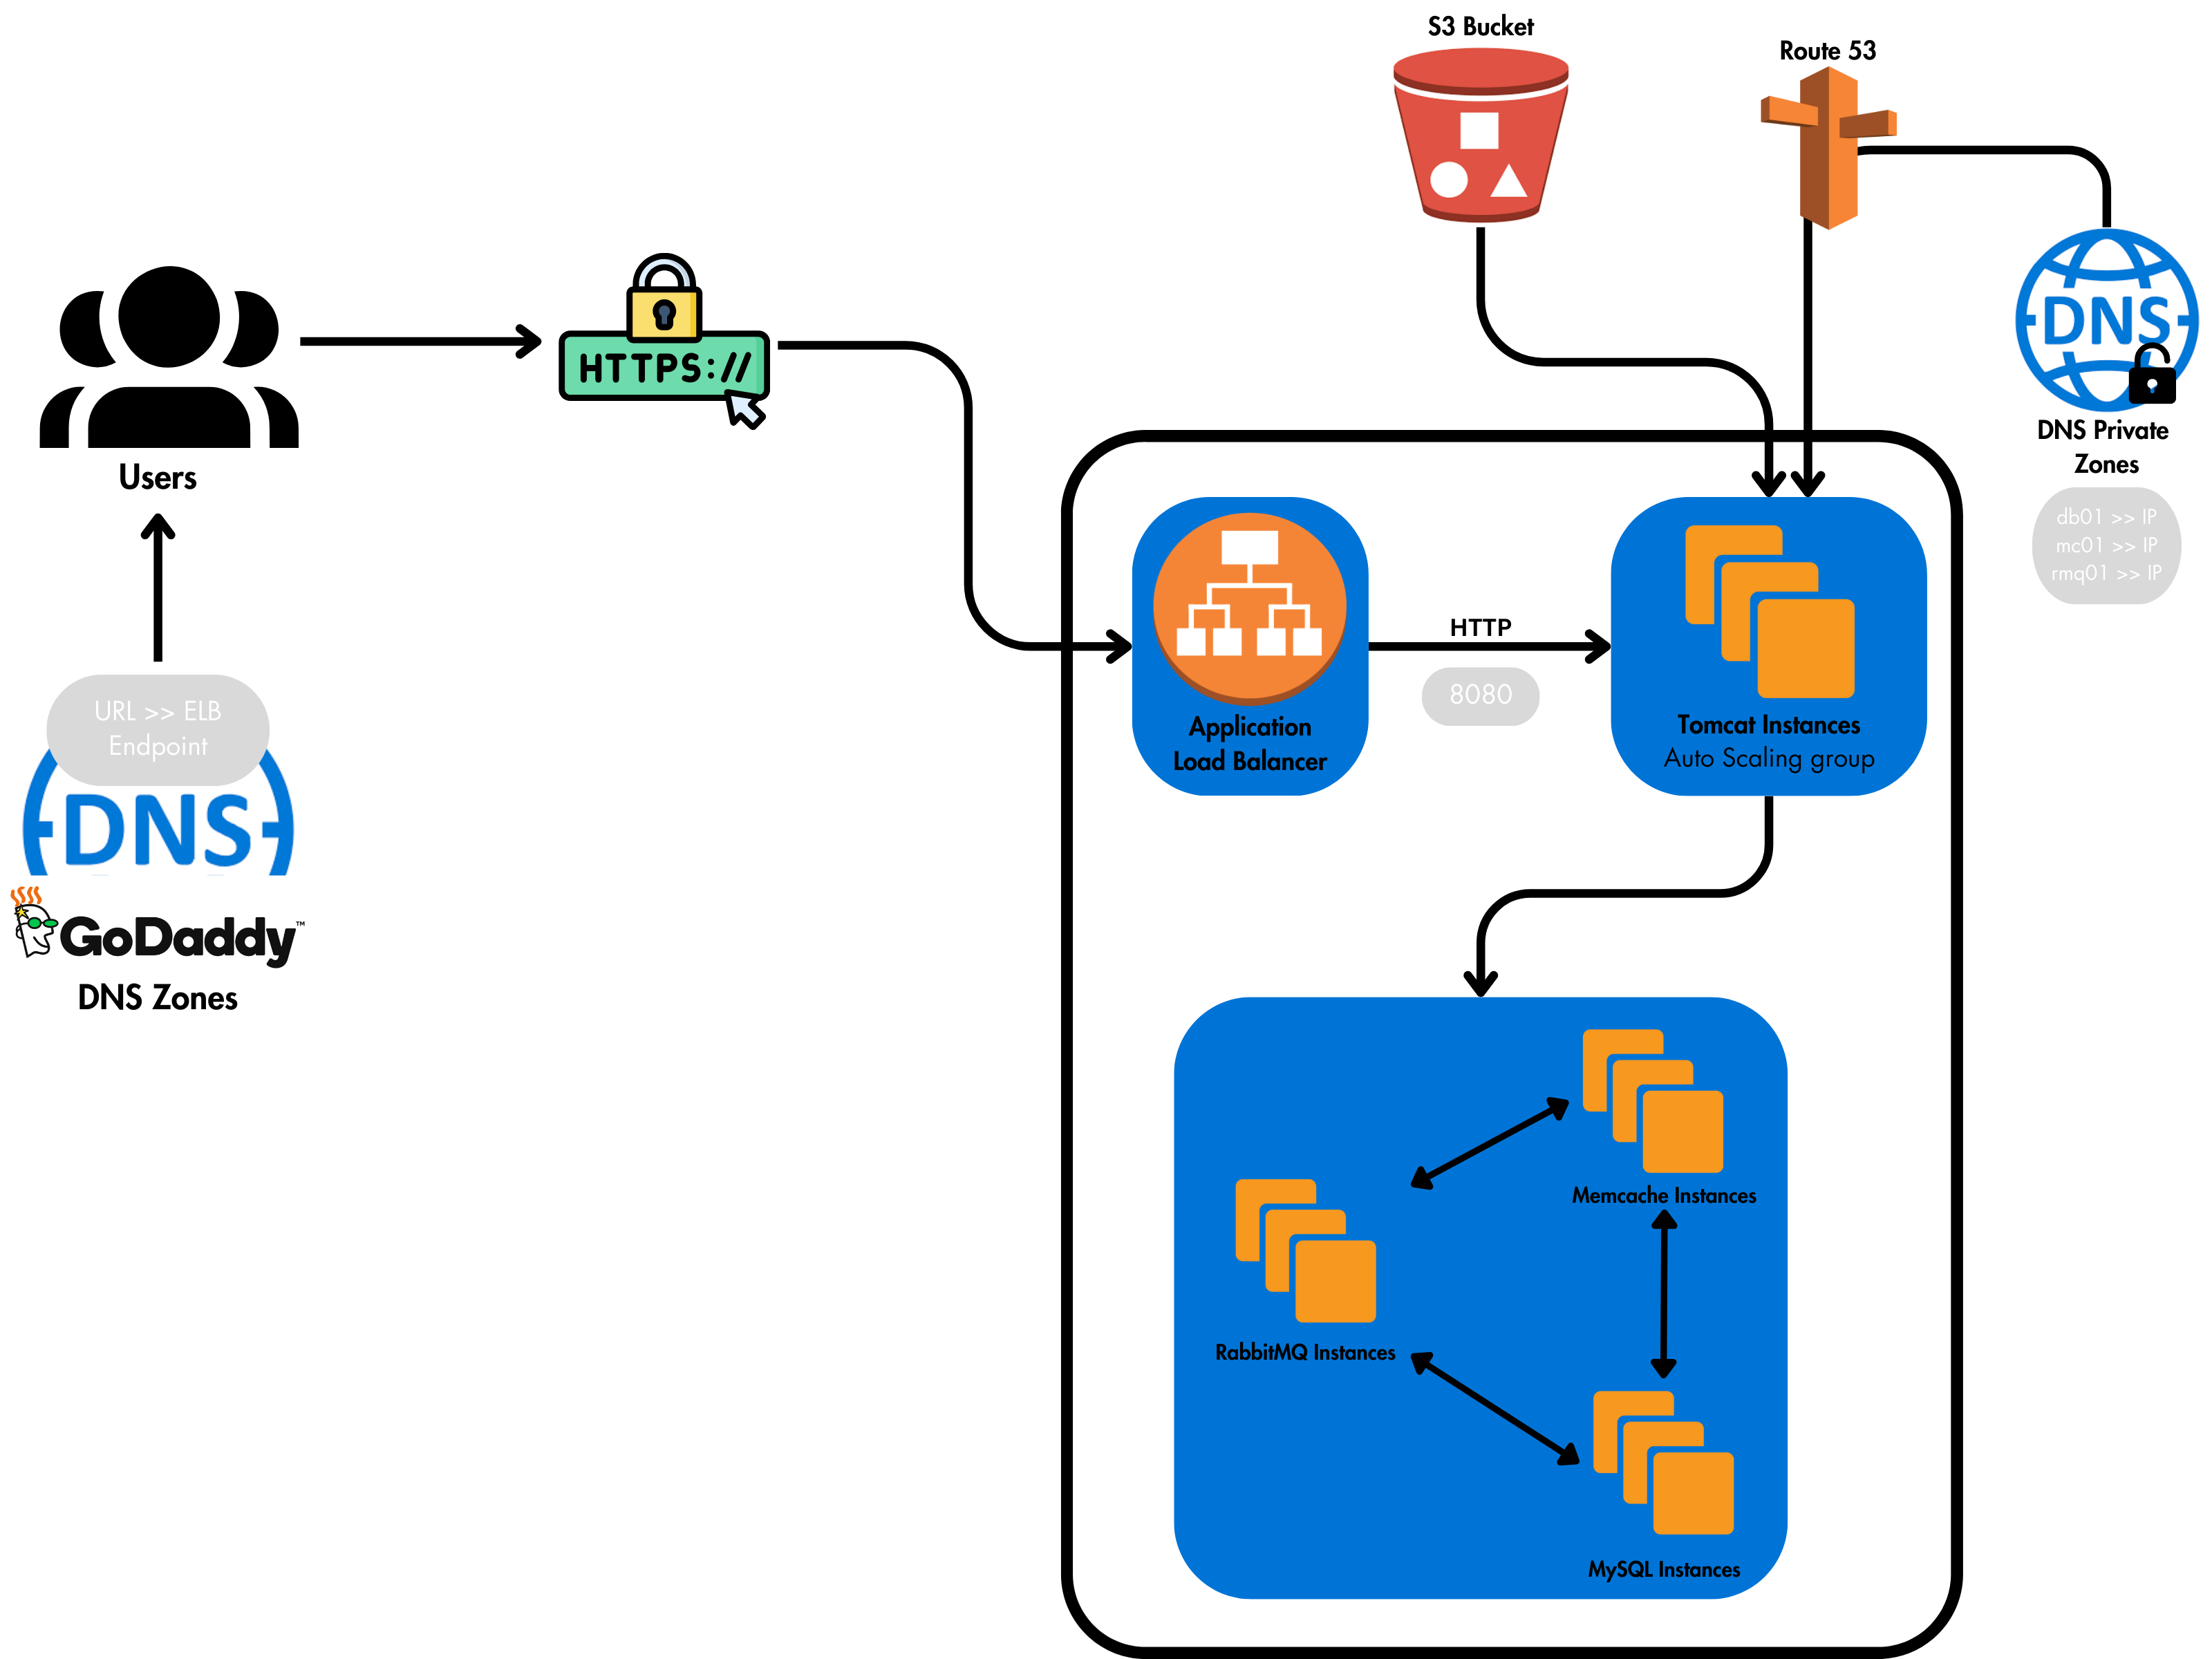 S3 Bucket
Route 53
HTTPS://
DNS
DNS Private
Zones
db01 >> IP
mc01 >> IP
rmq01 >> IP
Users
URL >> ELB
Endpoint
DNS
GoDaddy™
DNS Zones
Application
Load Balancer
HTTP
8080
Tomcat Instances
Auto Scaling group
Memcache Instances
RabbitMQ Instances
MySQL Instances